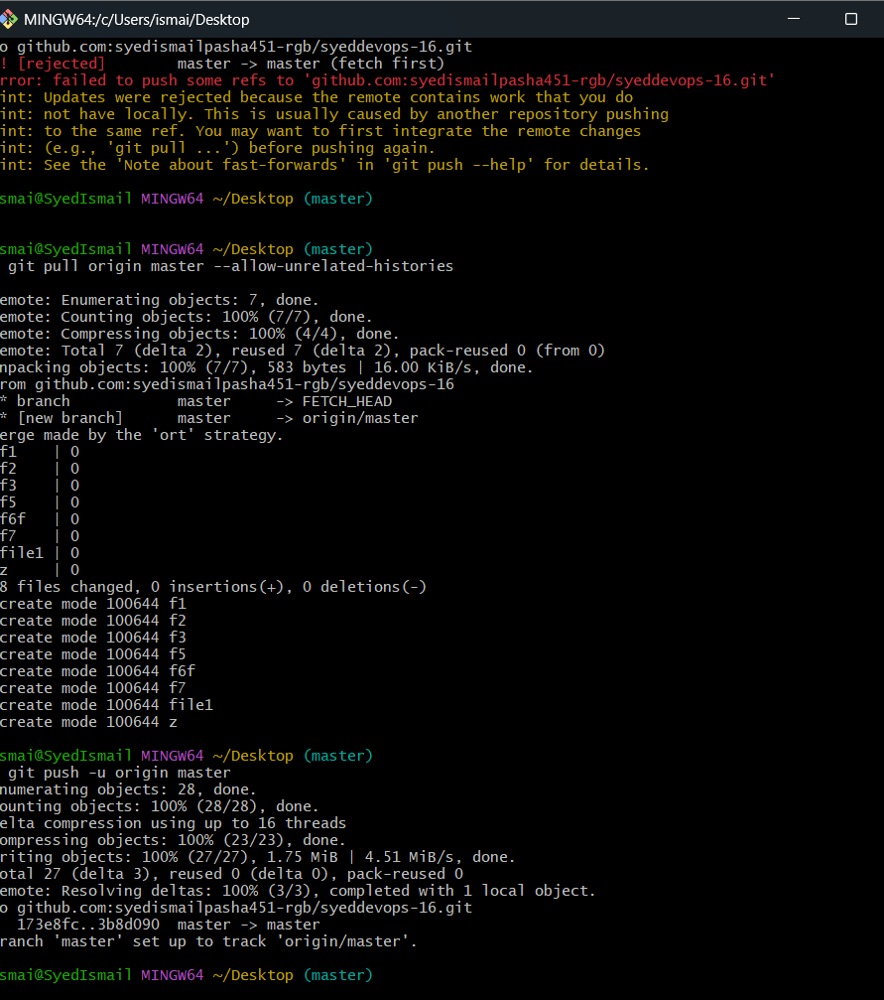 MINGW64:/c/Users/ismai/Desktop
o github.com:syedismailpasha451-rgb/syeddevops-16.git
! [rejected]        master -> master (fetch first)
rror: failed to push some refs to 'github.com:syedismailpasha451-rgb/syeddevops-16.git'
int: Updates were rejected because the remote contains work that you do
int: not have locally. This is usually caused by another repository pushing
int: to the same ref. You may want to first integrate the remote changes
int: (e.g., 'git pull ...') before pushing again.
int: See the 'Note about fast-forwards' in 'git push --help' for details.
smai@SyedIsmail MINGW64 ~/Desktop (master)
smai@SyedIsmail MINGW64 ~/Desktop (master)
git pull origin master --allow-unrelated-histories
emote: Enumerating objects: 7, done.
emote: Counting objects: 100% (7/7), done.
emote: Compressing objects: 100% (4/4), done.
emote: Total 7 (delta 2), reused 7 (delta 2), pack-reused 0 (from 0)
npacking objects: 100% (7/7), 583 bytes | 16.00 KiB/s, done.
rom github.com:syedismailpasha451-rgb/syeddevops-16
* branch            master     -> FETCH_HEAD
* [new branch]      master     -> origin/master
erge made by the 'ort' strategy.
f1    | 0
f2    | 0
f3    | 0
f5    | 0
f6f   | 0
f7    | 0
file1 | 0
z     | 0
8 files changed, 0 insertions(+), 0 deletions(-)
create mode 100644 f1
create mode 100644 f2
create mode 100644 f3
create mode 100644 f5
create mode 100644 f6f
create mode 100644 f7
create mode 100644 file1
create mode 100644 z
smai@SyedIsmail MINGW64 ~/Desktop (master)
git push -u origin master
numerating objects: 28, done.
ounting objects: 100% (28/28), done.
elta compression using up to 16 threads
ompressing objects: 100% (23/23), done.
riting objects: 100% (27/27), 1.75 MiB | 4.51 MiB/s, done.
otal 27 (delta 3), reused 0 (delta 0), pack-reused 0
emote: Resolving deltas: 100% (3/3), completed with 1 local object.
o github.com:syedismailpasha451-rgb/syeddevops-16.git
173e8fc..3b8d090  master -> master
ranch 'master' set up to track 'origin/master'.
smai@SyedIsmail MINGW64 ~/Desktop (master)